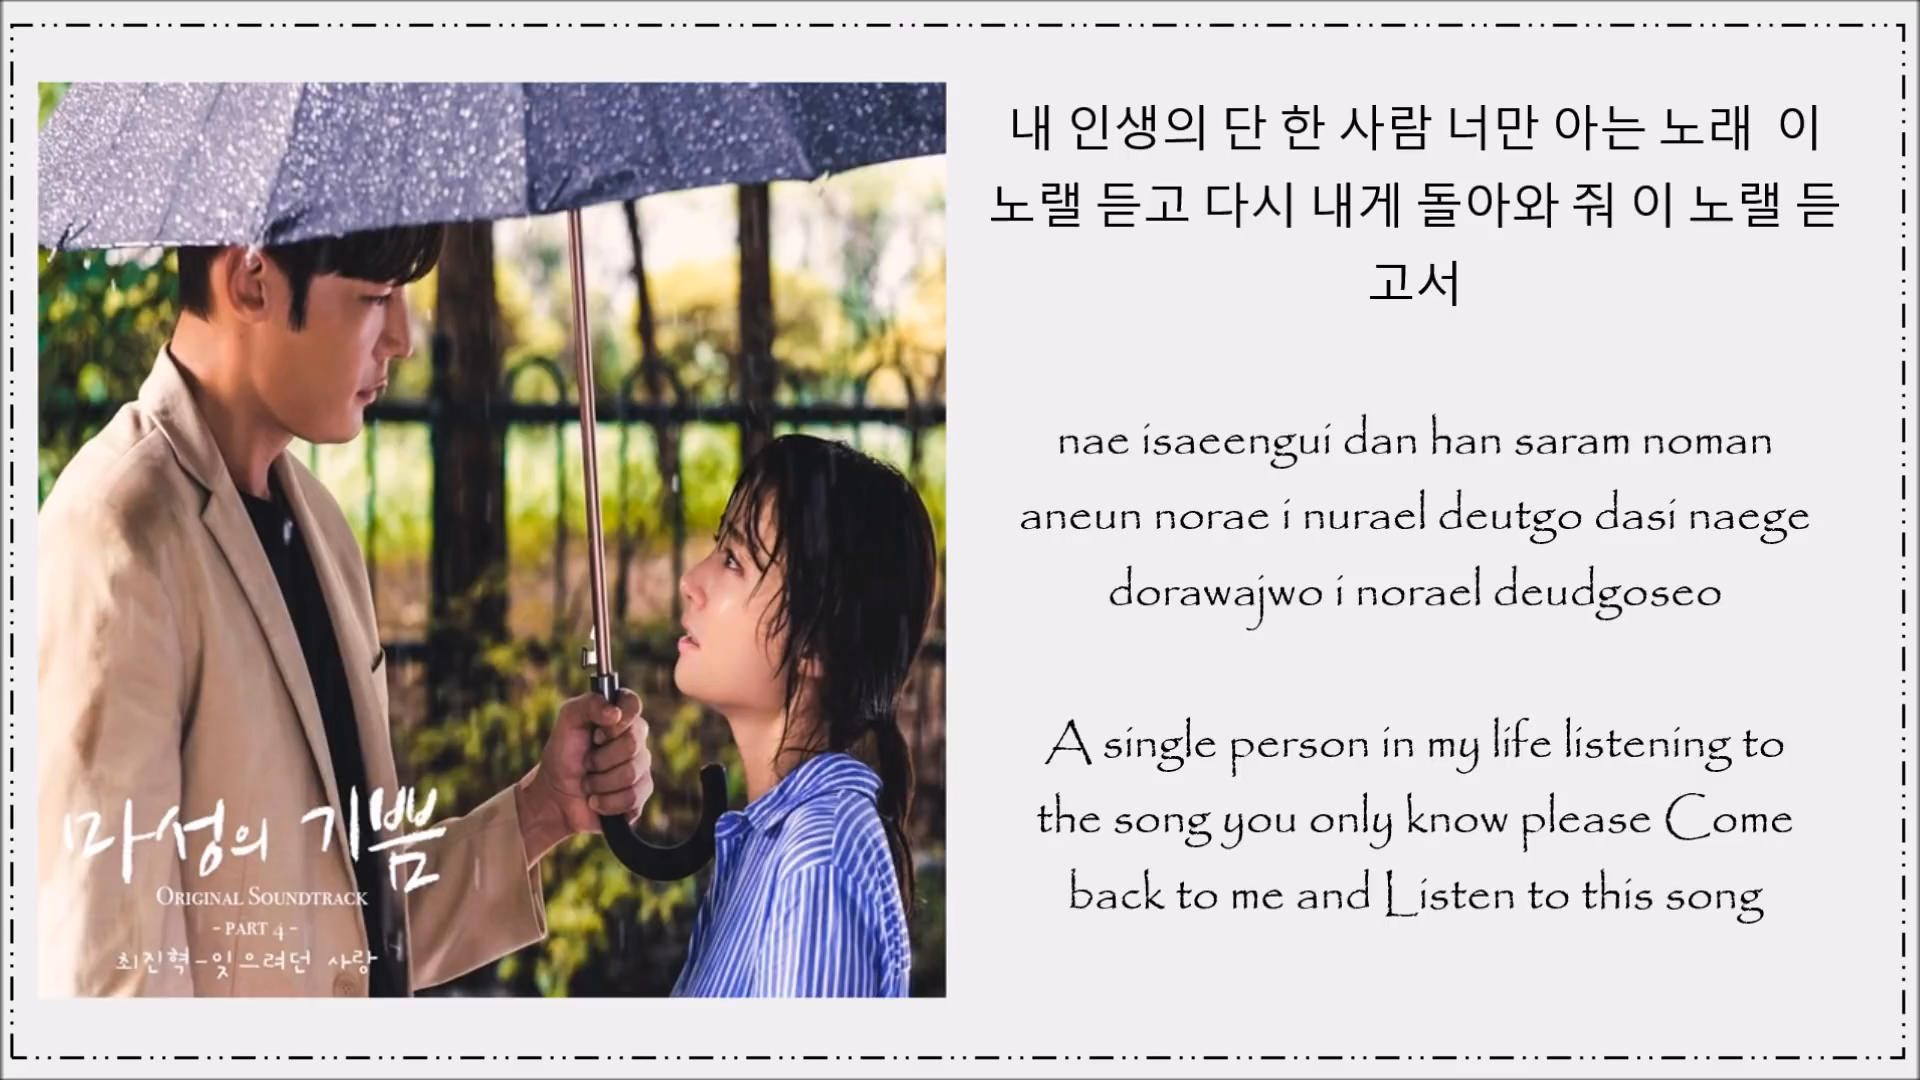 내 인생의 단 한 사람 너만 아는 노래 이
노랠 듣고 다시 내게 돌아와 줘 이 노랠 듣
고서
nae isaeengui dan han saram noman
aneun norae i nurael deutgo dasi naege
dorawajwo i norael deudgoseo
A single person in my life listening to
the song you only know please Come
back to me and Listen to this song
마성의 기쁨
ORIGINAL SOUNDTRACK
- PART 4 -
최진혁-잊으려던 사랑